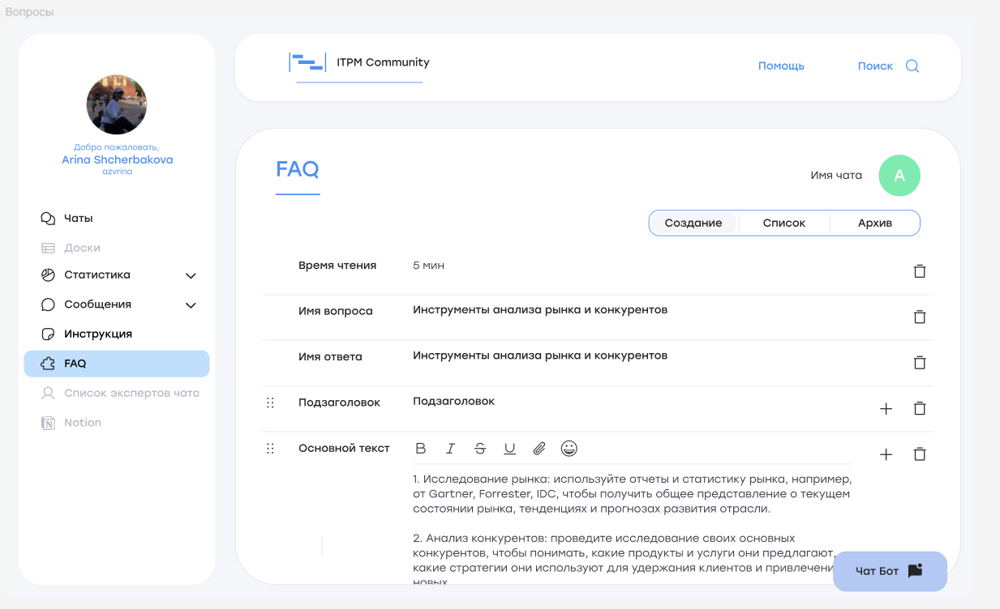 Вопросы
Добро пожаловать,
Arina Shcherbakova
azvrina
Чаты
Доски
Статистика
Сообщения
Инструкция
FAQ
Список экспертов чата
Notion
ITPM Community
Помощь
Поиск
FAQ
Имя чата
A
Создание
Список
Архив
Время чтения
5 мин
Имя вопроса
Инструменты анализа рынка и конкурентов
Имя ответа
Инструменты анализа рынка и конкурентов
Подзаголовок
Подзаголовок
Основной текст
B I S U
1. Исследование рынка: используйте отчеты и статистику рынка, например,
от Gartner, Forrester, IDC, чтобы получить общее представление о текущем
состоянии рынка, тенденциях и прогнозах развития отрасли.
2. Анализ конкурентов: проведите исследование своих основных
конкурентов, чтобы понимать, какие продукты и услуги они предлагают,
какие стратегии они используют для удержания клиентов и привлечени
новых
Чат Бот